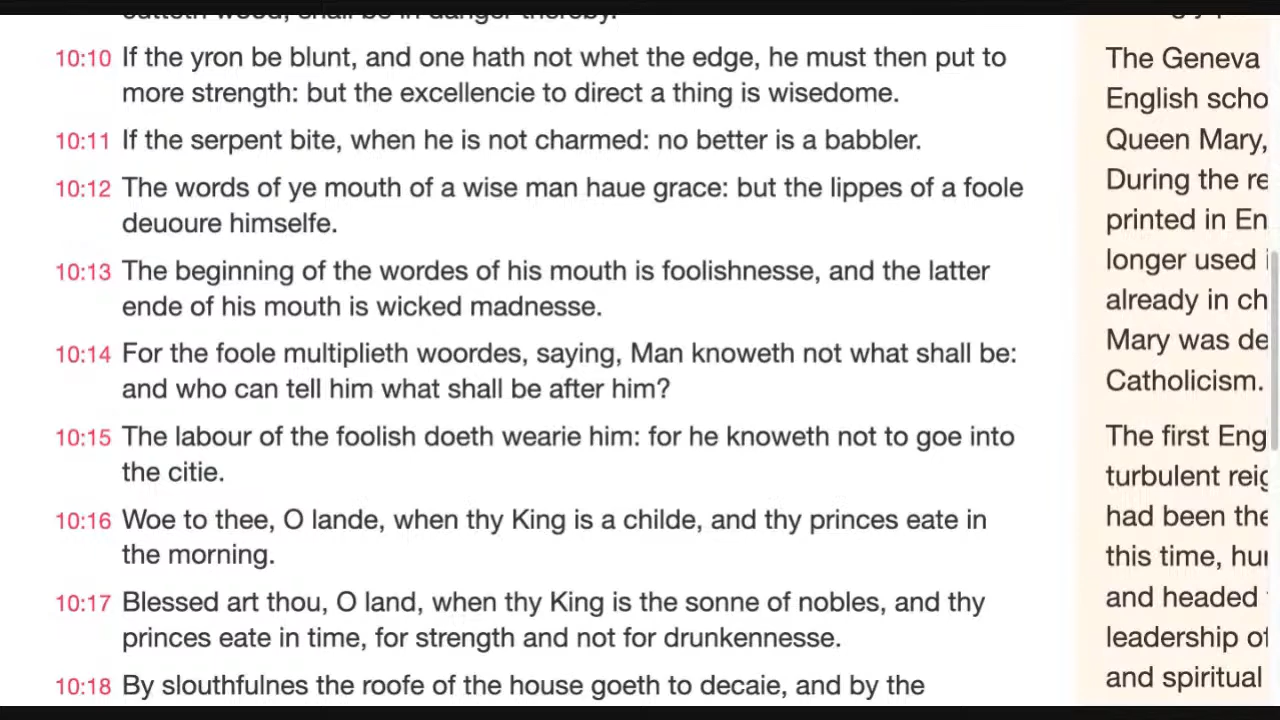 cutteth wood, shall be in danger thereby.
10:10 If the yron be blunt, and one hath not whet the edge, he must then put to
more strength: but the excellencie to direct a thing is wisedome.
10:11 If the serpent bite, when he is not charmed: no better is a babbler.
10:12 The words of ye mouth of a wise man haue grace: but the lippes of a foole
deuoure himselfe.
10:13 The beginning of the wordes of his mouth is foolishnesse, and the latter
ende of his mouth is wicked madnesse.
10:14 For the foole multiplieth woordes, saying, Man knoweth not what shall be:
and who can tell him what shall be after him?
10:15 The labour of the foolish doeth wearie him: for he knoweth not to goe into
the citie.
10:16 Woe to thee, O lande, when thy King is a childe, and thy princes eate in
the morning.
10:17 Blessed art thou, O land, when thy King is the sonne of nobles, and thy
princes eate in time, for strength and not for drunkennesse.
10:18 By slouthfulnes the roofe of the house goeth to decaie, and by the
The Geneva
English scho
Queen Mary,
During the re
printed in En
longer used
already in ch
Mary was de
Catholicism.
The first Eng
turbulent reig
had been the
this time, hu
and headed
leadership of
and spiritual